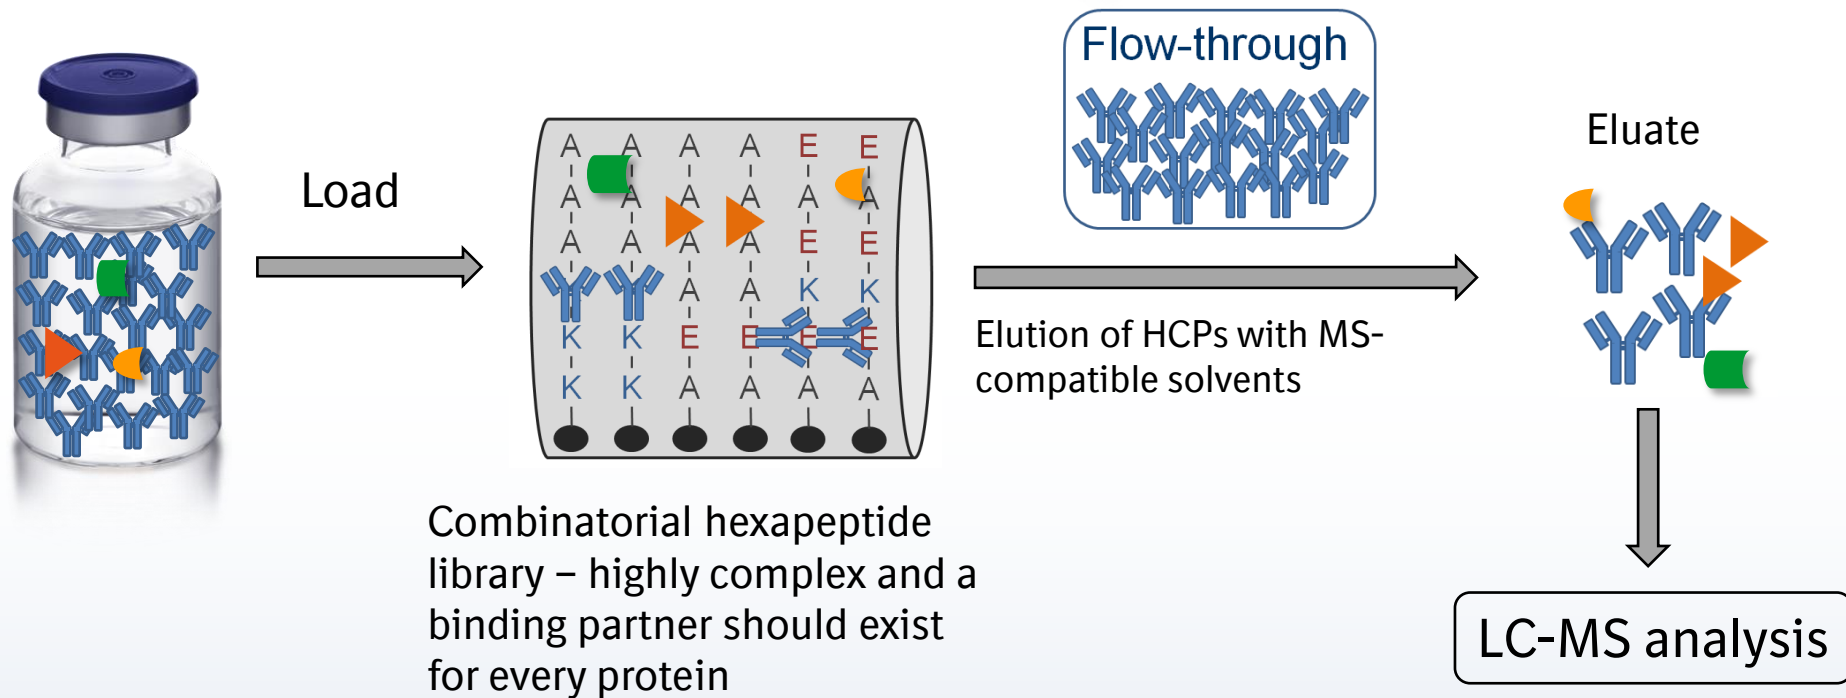 Load
A A A A E E
A A A A A A
A A A A E E
A A K K
K K E E E E
K K A A A A
Combinatorial hexapeptide
library – highly complex and a
binding partner should exist
for every protein
Flow-through
Elution of HCPs with MS-
compatible solvents
Eluate
LC-MS analysis